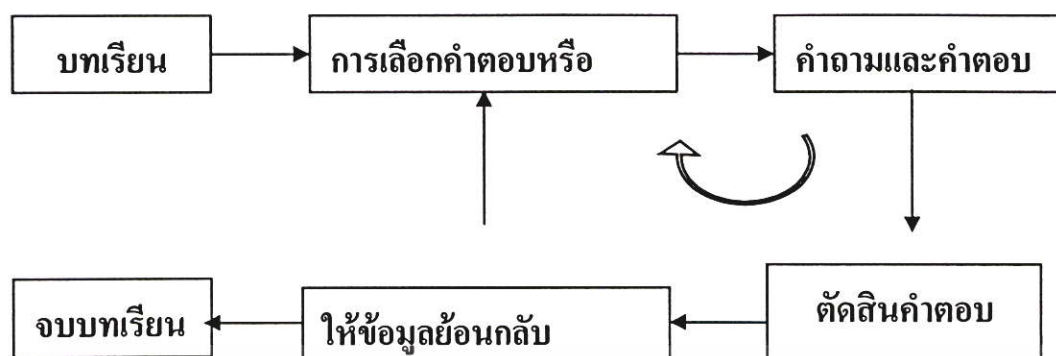 บทเรียน
การเลือกคำตอบหรือ
คำถามและคำตอบ
จบบทเรียน
ให้ข้อมูลย้อนกลับ
ตัดสินคำตอบ